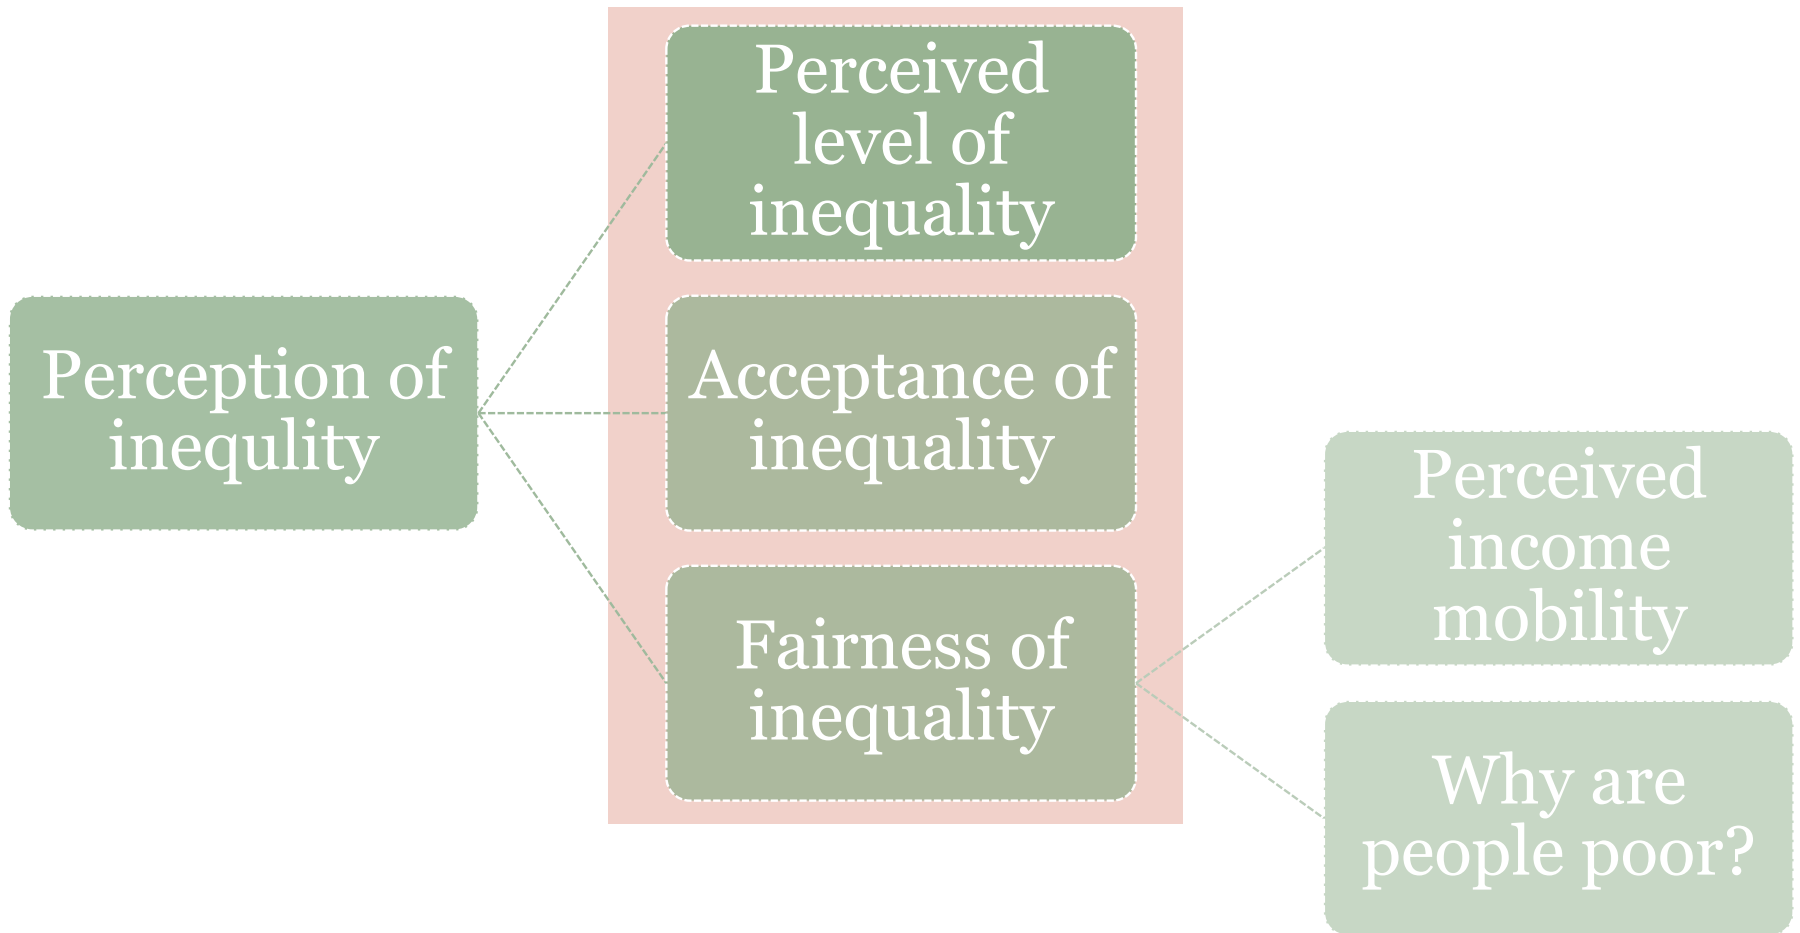 Perception of
inequlity
Perceived
level of
inequality
Acceptance of
inequality
Fairness of
inequality
Perceived
income
mobility
Why are
people poor?